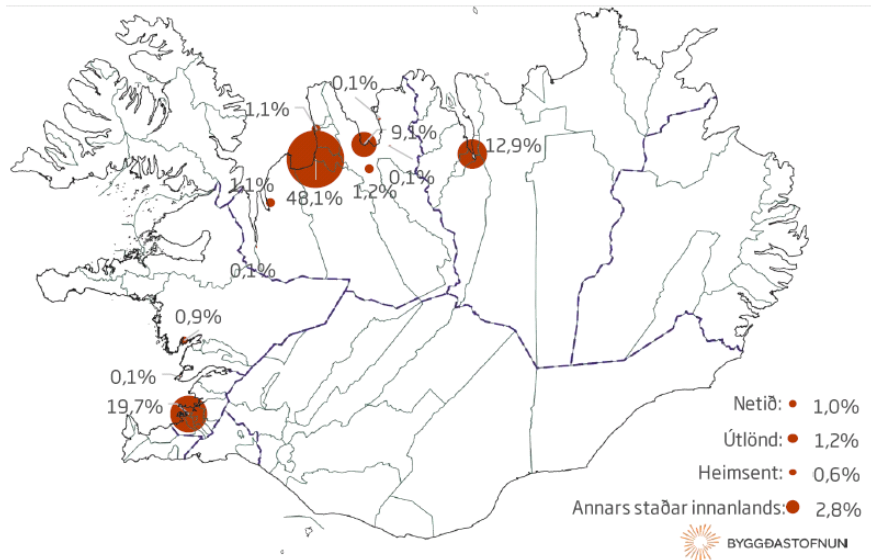 0,1%
1,1%
9,1%
12,9%
0,1%
1,1%
48,1%
1,2%
0,1%
0,9%
0,1%
19,7%
Netið: 1,0%
Útlönd: 1,2%
Heimsent: 0,6%
Annars staðar innanlands: 2,8%
BYGGÐASTOFNUN